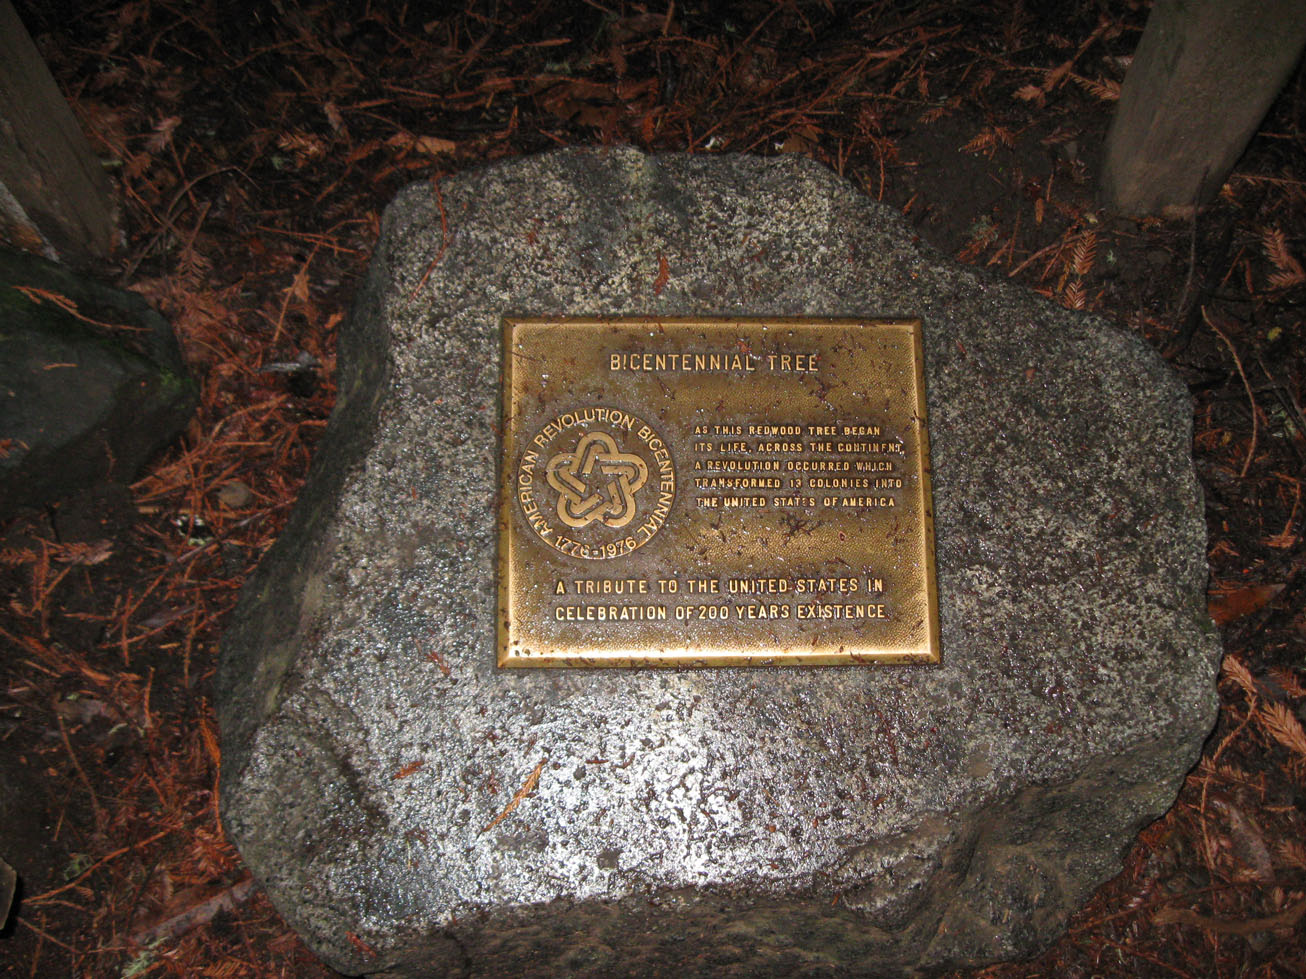 BICENTENNIAL TREE
AMERICAN REVOLUTION BICENTENNIAL
1776-1976
AS THIS REDWOOD TREE BEGAN
ITS LIFE, ACROSS THE CONTINENT
A REVOLUTION OCCURRED WHICH
TRANSFORMED 13 COLONIES INTO
THE UNITED STATES OF AMERICA
A TRIBUTE TO THE UNITED STATES IN
CELEBRATION OF 200 YEARS EXISTENCE